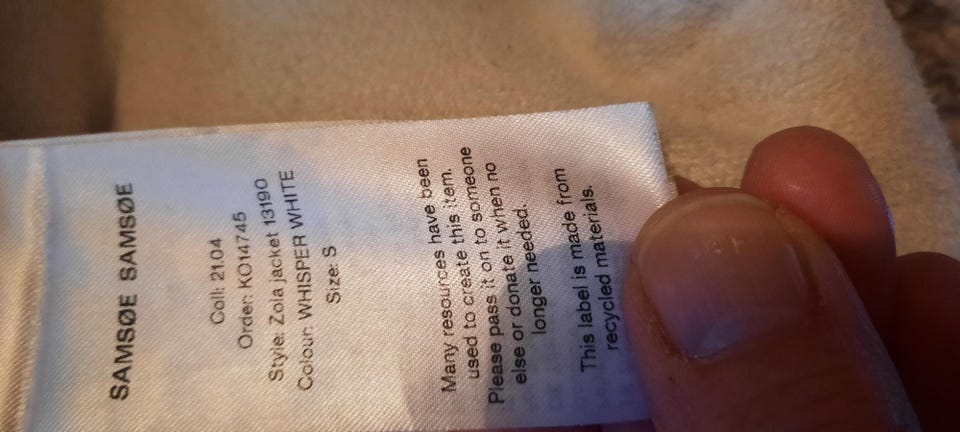 SAMSØE SAMSØE
Coll: 2104
Order: KO14745
Style: Zola jacket 13190
Colour: WHISPER WHITE
Size: S
Many resources have been
used to create this item.
Please pass it on to someone
else or donate it when no
longer needed.
This label is made from
recycled materials.